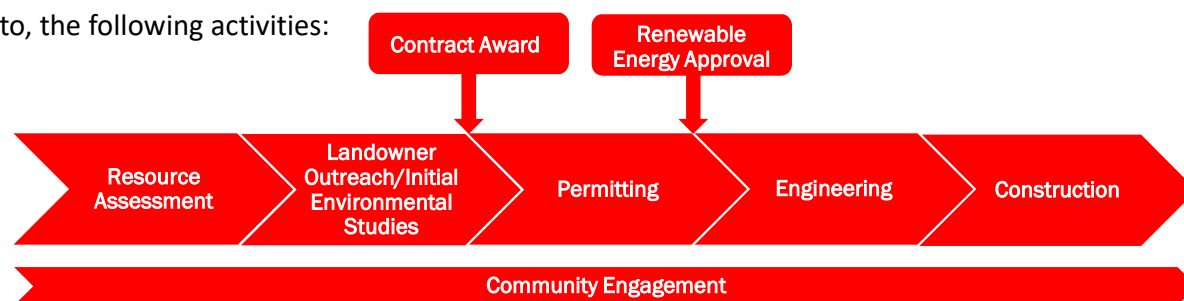 to, the following activities:
Contract Award
Renewable
Energy Approval
Resource
Assessment
Landowner
Outreach/Initial
Environmental
Studies
Permitting
Engineering
Construction
Community Engagement